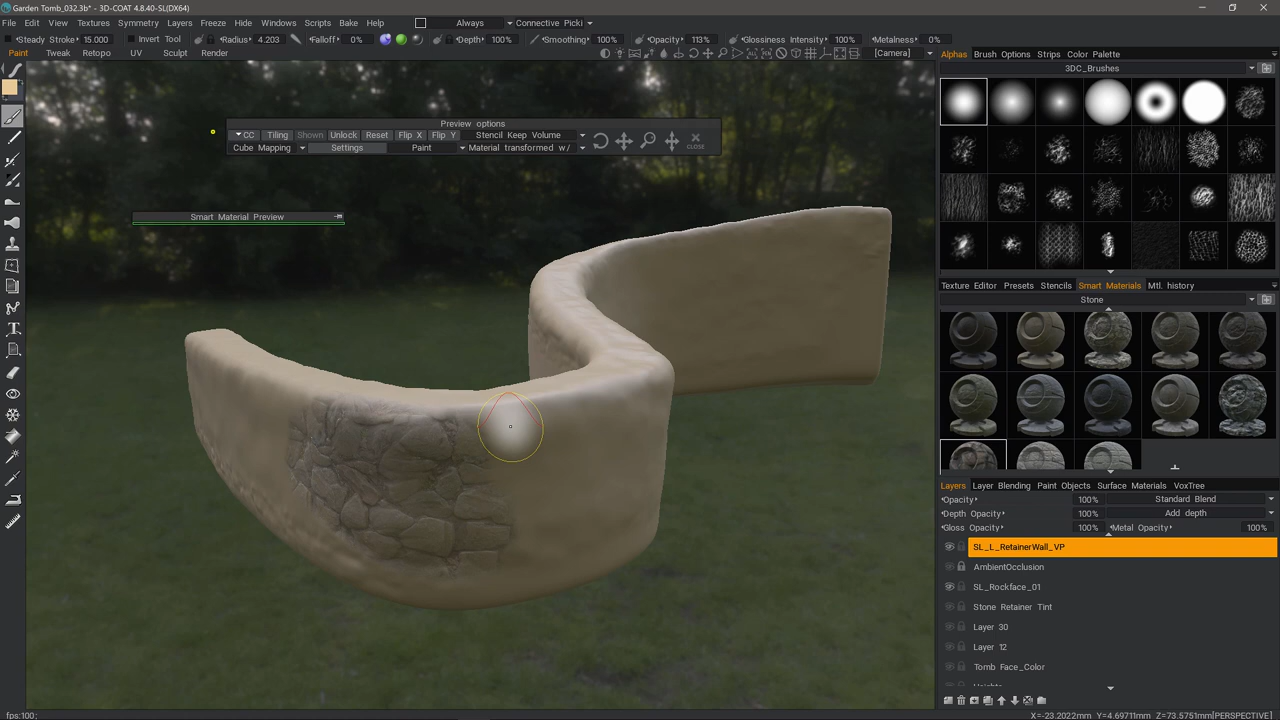 Garden Tomb_032.3b* - 3D-COAT 4.8.40-SL(DX64)
File Edit View Textures Symmetry Layers Freeze Hide Windows Scripts Bake Help Always Connective Picki
Steady Stroke 15.000 Invert Tool Radius 4.203 Falloff 0% Depth 100% Smoothing 100% Opacity 113% Glossiness Intensity 100% Metalness 0%
Paint Tweak Retopo UV Sculpt Render [Camera]
Alphas Brush Options Strips Color Palette
3DC_Brushes
Preview options
CC Tiling Shown Unlock Reset Flip X Flip Y Stencil Keep Volume
Cube Mapping Settings Paint Material transformed w/ CLOSE
Smart Material Preview
Texture Editor Presets Stencils Smart Materials Mtl. history
Stone
Layers Layer Blending Paint Objects Surface Materials VoxTree
Opacity 100% Standard Blend
Depth Opacity 100% Add depth
Gloss Opacity 100% Metal Opacity 100%
SL_L_RetainerWall_VP
AmbientOcclusion
SL_Rockface_01
Stone Retainer Tint
Layer 30
Layer 12
Tomb Face_Color
fps:100; X=-23.2022mm Y=4.69711mm Z=73.5751mm[PERSPECTIVE]